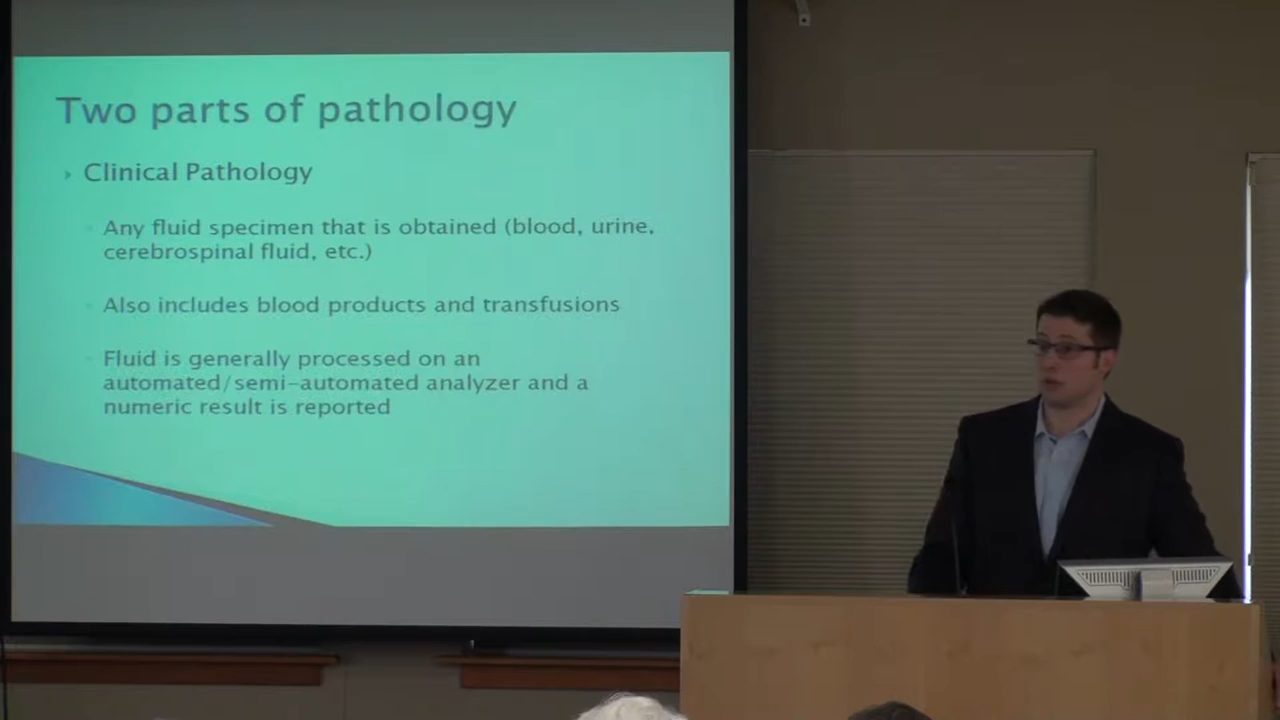 Two parts of pathology
Clinical Pathology
Any fluid specimen that is obtained (blood, urine,
cerebrospinal fluid, etc.)
Also includes blood products and transfusions
Fluid is generally processed on an
automated/semi-automated analyzer and a
numeric result is reported